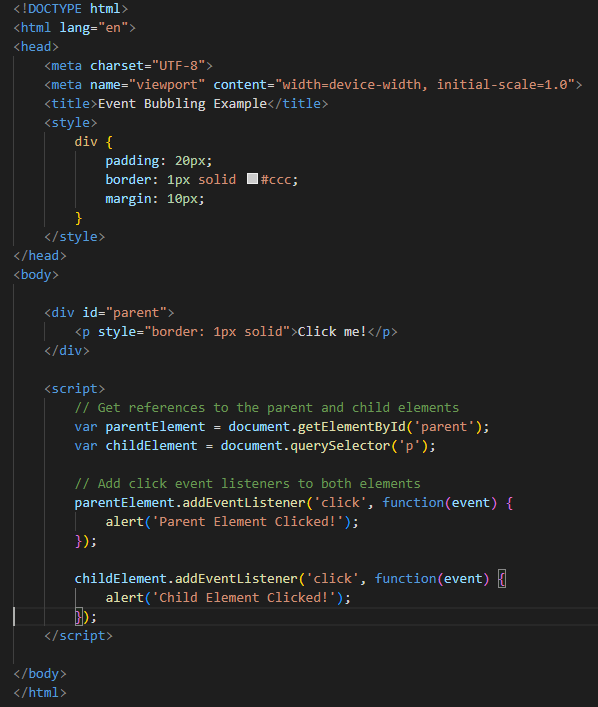 <!DOCTYPE html>
<html lang="en">
<head>
    <meta charset="UTF-8">
    <meta name="viewport" content="width=device-width, initial-scale=1.0">
    <title>Event Bubbling Example</title>
    <style>
        div {
            padding: 20px;
            border: 1px solid #ccc;
            margin: 10px;
        }
    </style>
</head>
<body>

    <div id="parent">
        <p style="border: 1px solid">Click me!</p>
    </div>

    <script>
        // Get references to the parent and child elements
        var parentElement = document.getElementById('parent');
        var childElement = document.querySelector('p');

        // Add click event listeners to both elements
        parentElement.addEventListener('click', function(event) {
            alert('Parent Element Clicked!');
        });

        childElement.addEventListener('click', function(event) {
            alert('Child Element Clicked!');
        });
    </script>

</body>
</html>